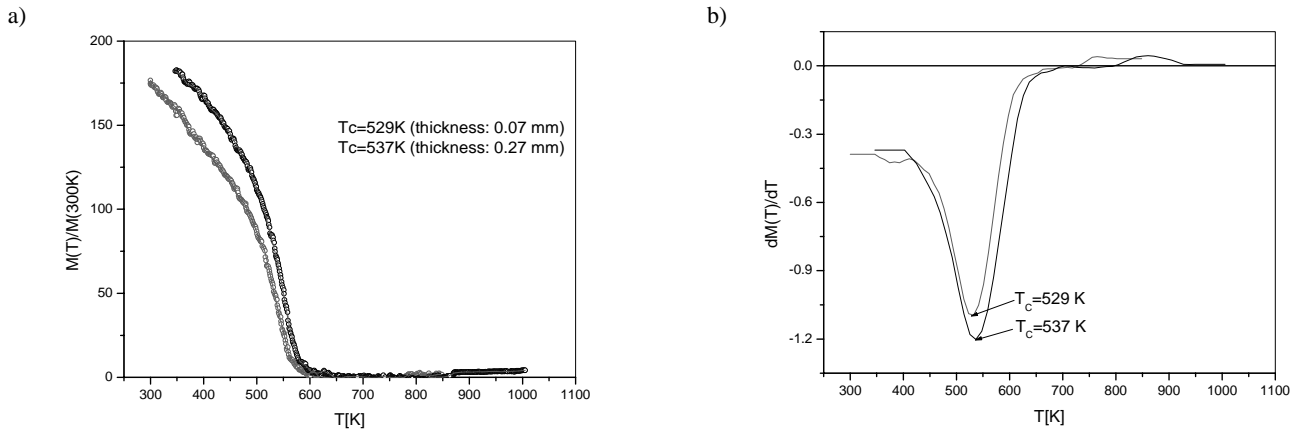 a)
200
150
100
50
0
M(T)/M(300K)
Tc=529K (thickness: 0.07 mm)
Tc=537K (thickness: 0.27 mm)
300 400 500 600 700 800 900 1000 1100
T[K]
b)
0.0
-0.3
-0.6
-0.9
-1.2
dM(T)/dT
TC=529 K
TC=537 K
300 400 500 600 700 800 900 1000 1100
T[K]